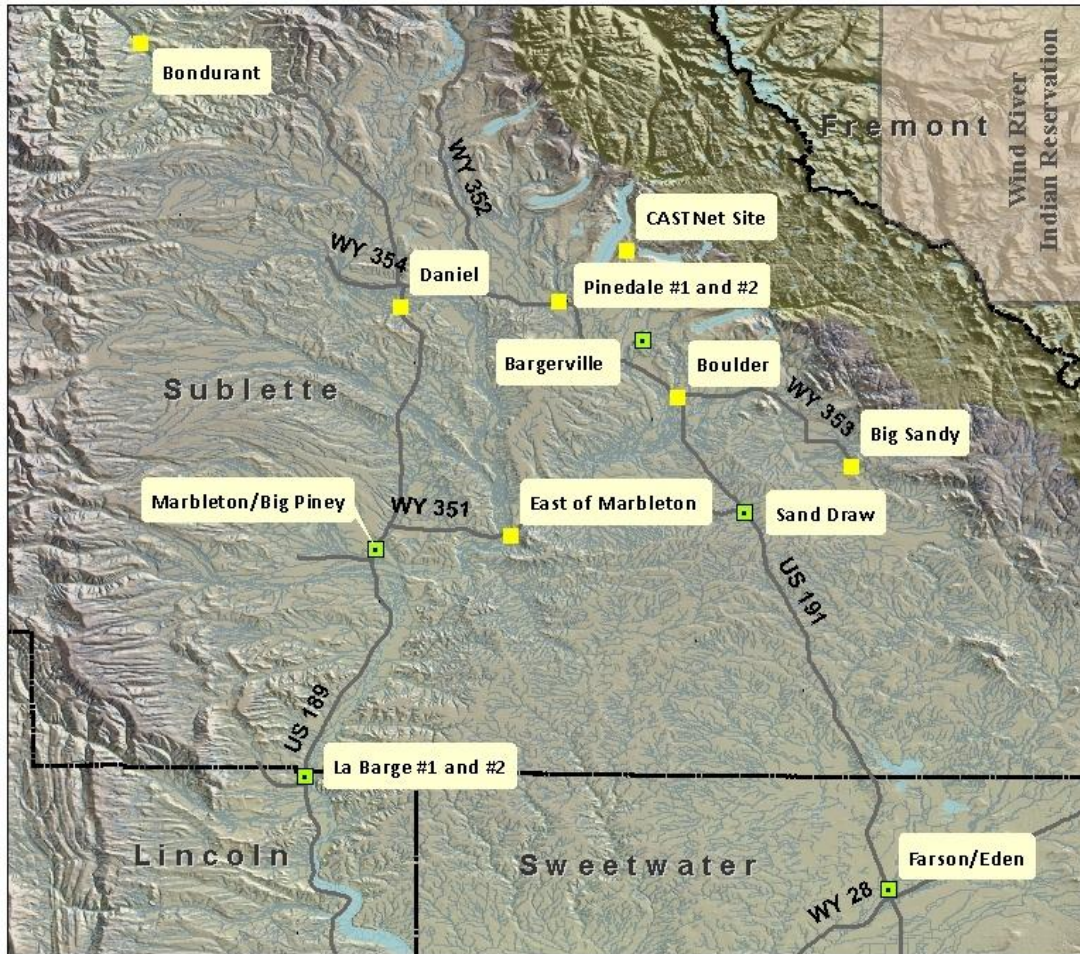 Bondurant
Fremont
Wind River
Indian Reservation
WY 352
CASTNet Site
WY 354
Daniel
Pinedale #1 and #2
Bargerville
Boulder
Sublette
WY 353
Big Sandy
Marbleton/Big Piney
WY 351
East of Marbleton
Sand Draw
US 191
US 189
La Barge #1 and #2
Lincoln
Sweetwater
Farson/Eden
WY 28